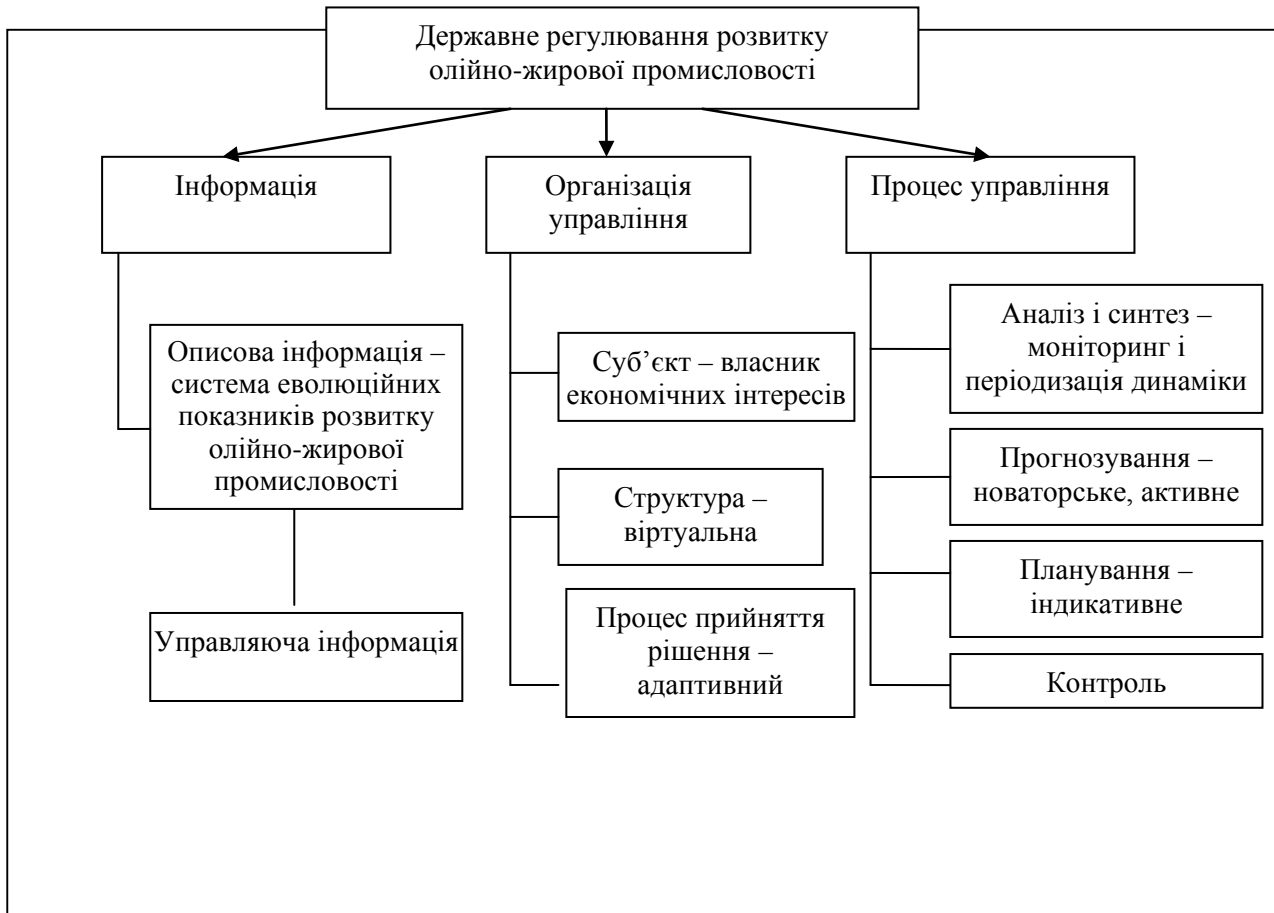 Державне регулювання розвитку
олійно-жирової промисловості
Інформація
Організація
управління
Процес управління
Описова інформація –
система еволюційних
показників розвитку
олійно-жирової
промисловості
Управляюча інформація
Суб’єкт – власник
економічних інтересів
Структура –
віртуальна
Процес прийняття
рішення –
адаптивний
Аналіз і синтез –
моніторинг і
періодизація динаміки
Прогнозування –
новаторське, активне
Планування –
індикативне
Контроль